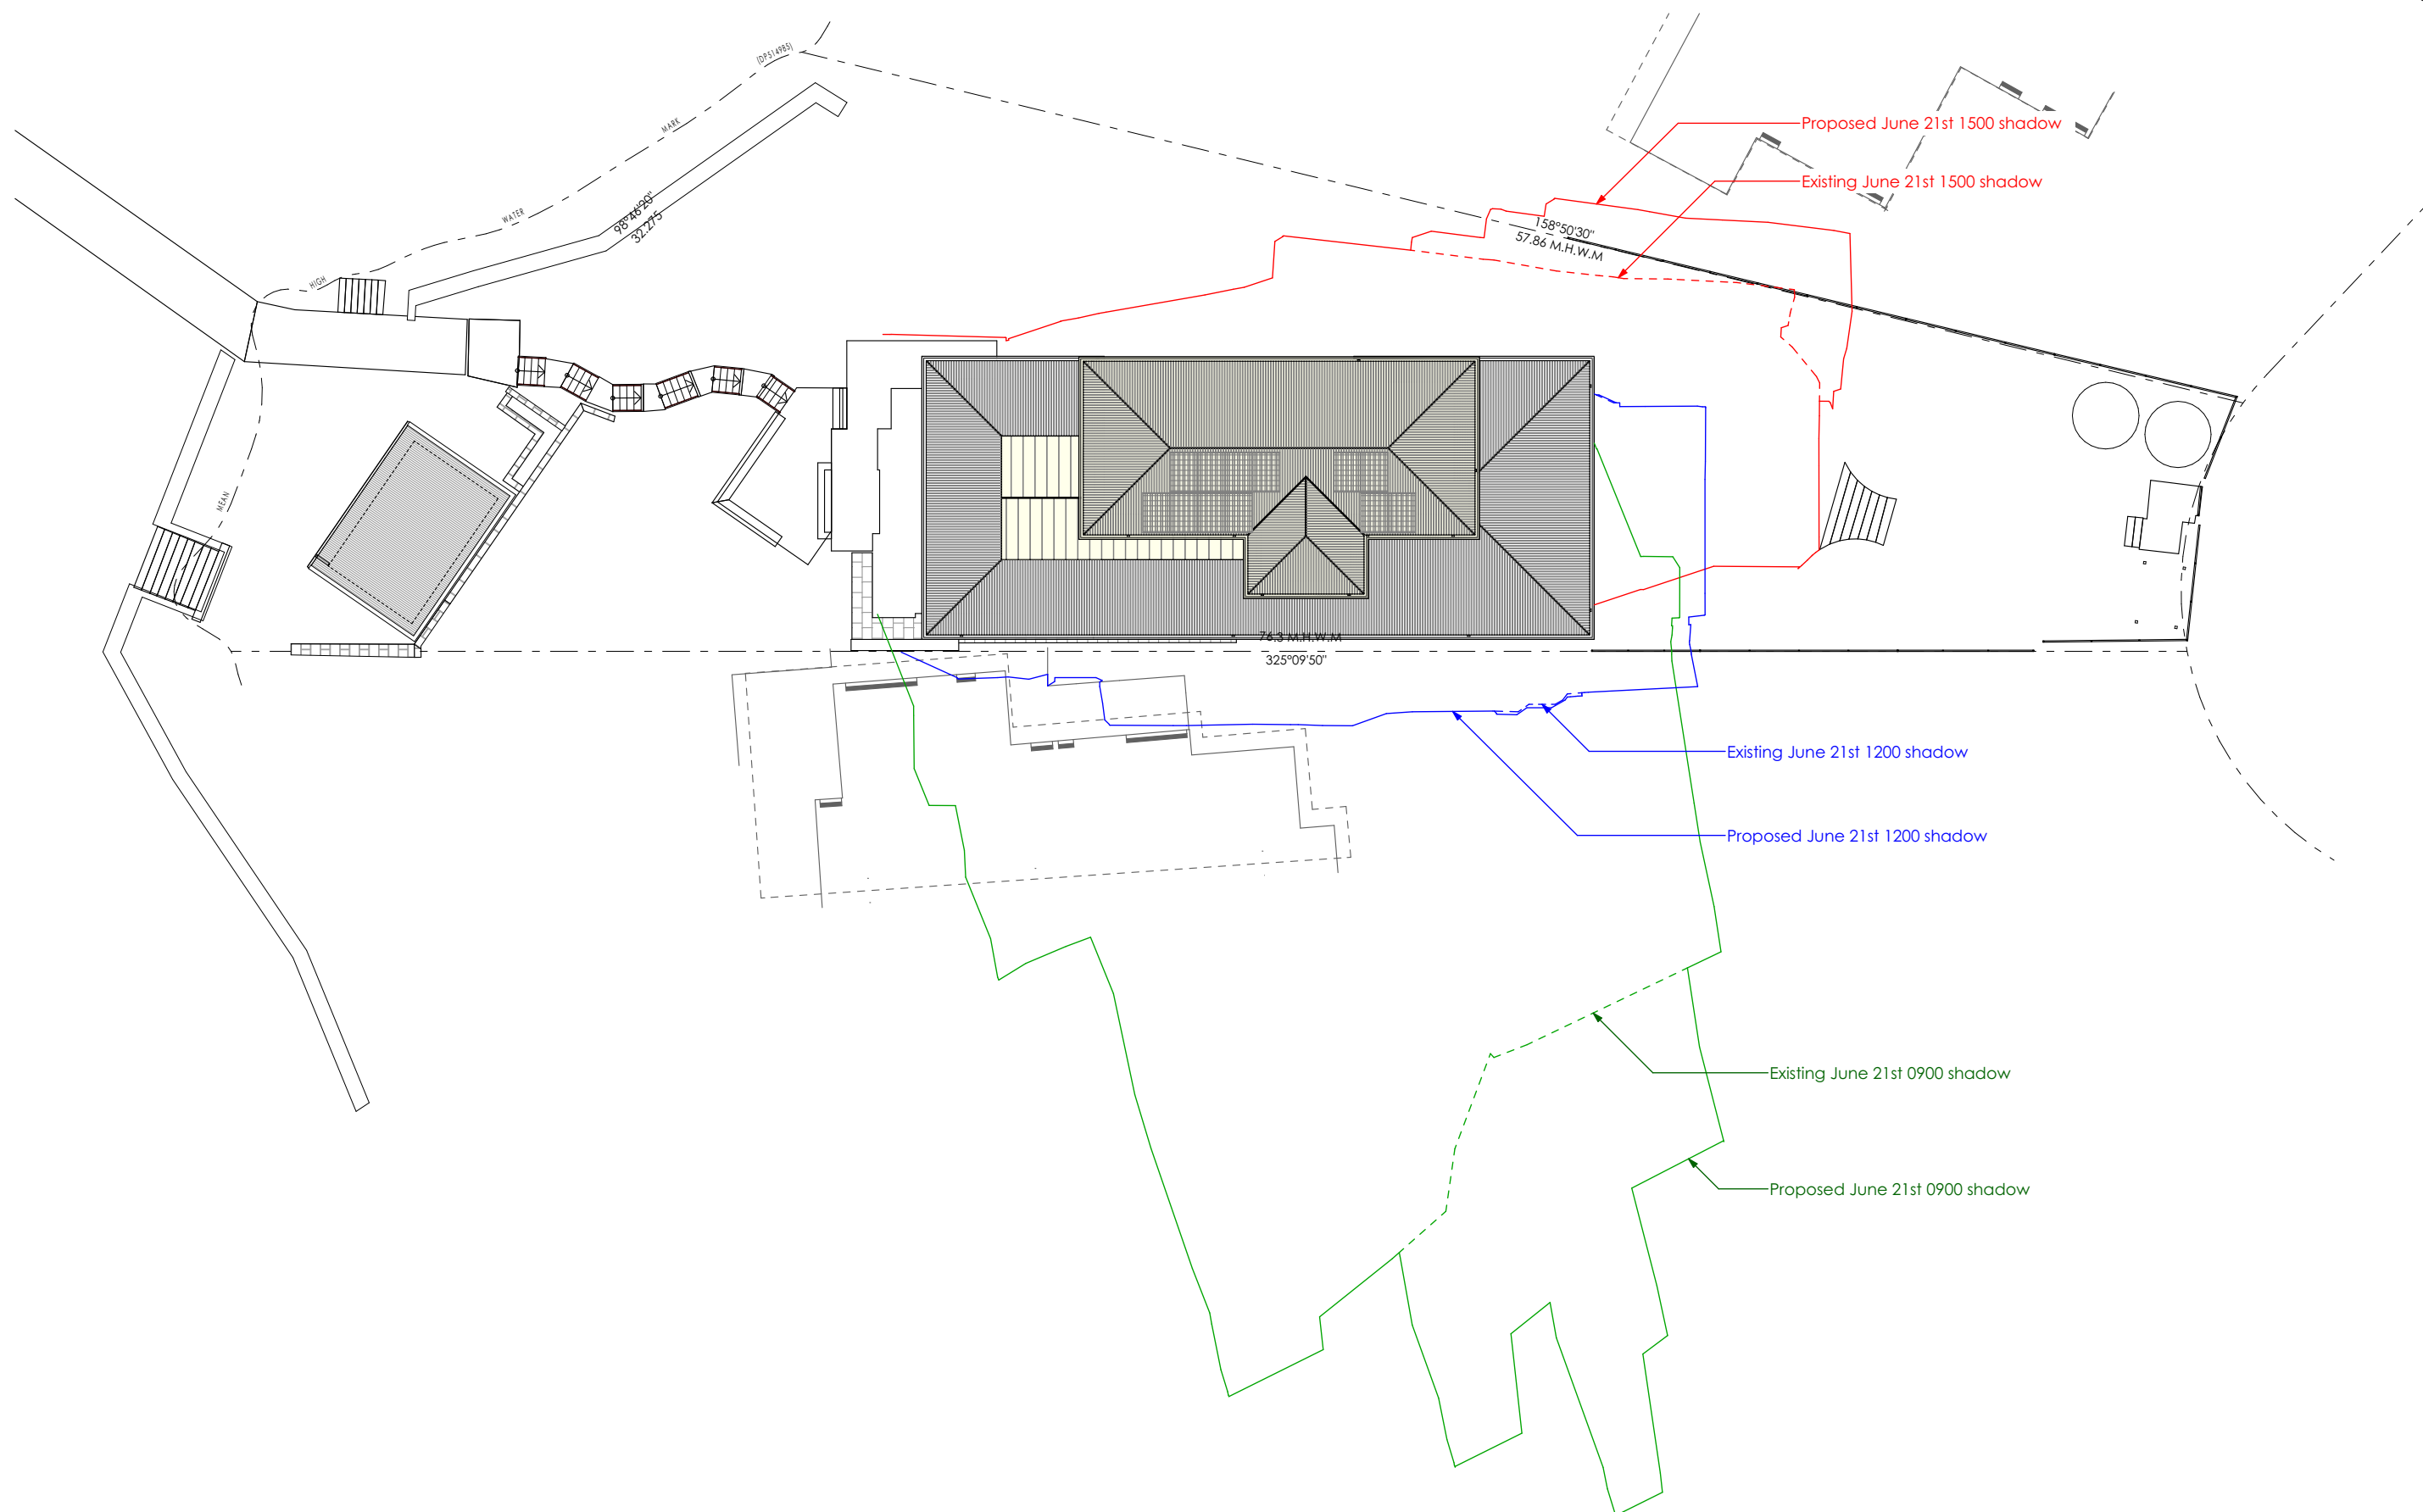 (DP514985)
MARK
WATER
HIGH
MEAN
98°46'20"
32.275
158°50'30"
57.86 M.H.W.M
Proposed June 21st 1500 shadow
Existing June 21st 1500 shadow
76.3 M.H.W.M
325°09'50"
Existing June 21st 1200 shadow
Proposed June 21st 1200 shadow
Existing June 21st 0900 shadow
Proposed June 21st 0900 shadow